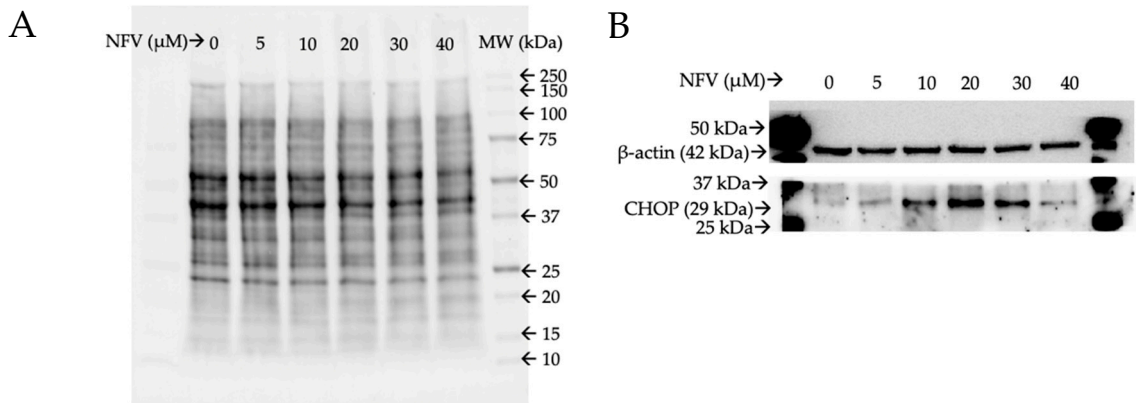 A
NFV (μM)→ 0 5 10 20 30 40 MW (kDa)
← 250
← 150
← 100
← 75
← 50
← 37
← 25
← 20
← 15
← 10
B
NFV (μM)→ 0 5 10 20 30 40
50 kDa→
β-actin (42 kDa)→
37 kDa→
CHOP (29 kDa)→
25 kDa→